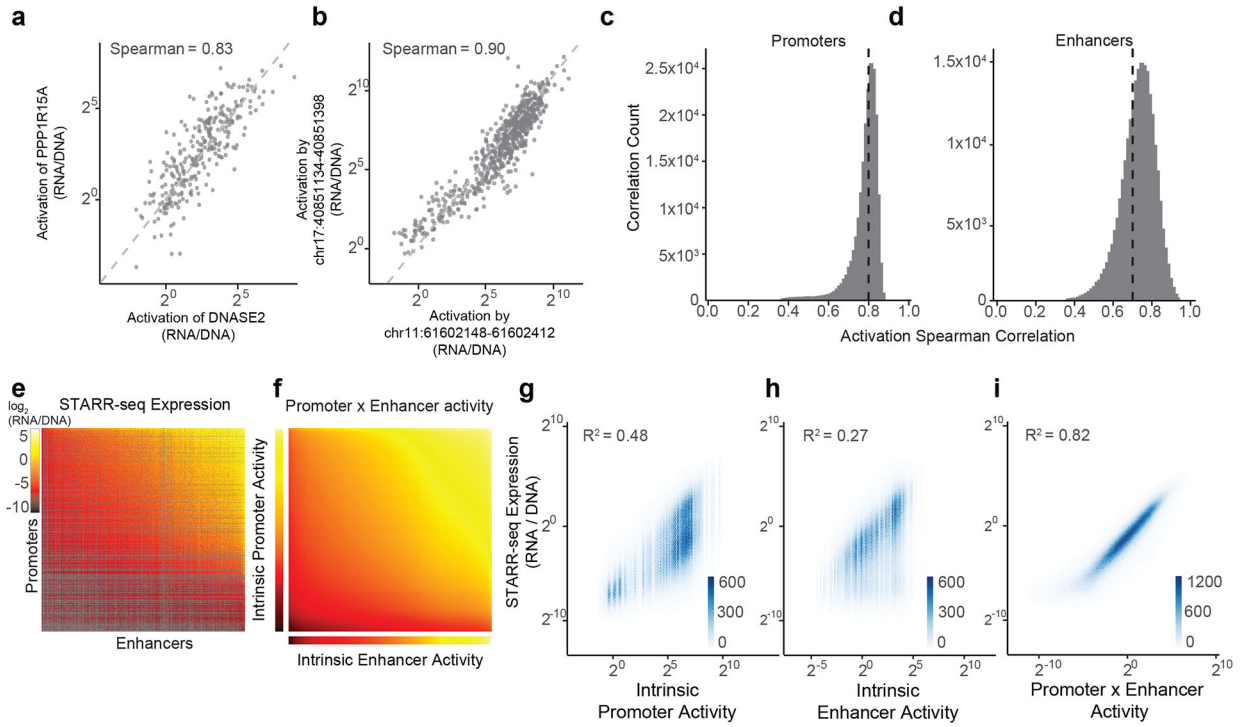 a
Spearman = 0.83
Activation of PPP1R15A
(RNA/DNA)
2^5
2^0
2^0
2^5
Activation of DNASE2
(RNA/DNA)
b
Spearman = 0.90
Activation by
chr17:40851134-40851398
(RNA/DNA)
2^10
2^5
2^0
2^0
2^5
2^10
Activation by
chr11:61602148-61602412
(RNA/DNA)
c
Promoters
Correlation Count
2.5x10^4
2x10^4
1.5x10^4
1x10^4
5x10^3
0
0.0
0.2
0.4
0.6
0.8
1.0
d
Enhancers
1.5x10^4
1x10^4
5x10^3
0
0.0
0.2
0.4
0.6
0.8
1.0
Activation Spearman Correlation
e
log2
(RNA/DNA)
STARR-seq Expression
5
0
-5
-10
Promoters
Enhancers
f
Promoter x Enhancer activity
Intrinsic Promoter Activity
Intrinsic Enhancer Activity
g
STARR-seq Expression
(RNA / DNA)
R² = 0.48
2^10
2^0
2^-10
600
300
0
2^0
2^5
2^10
Intrinsic
Promoter Activity
h
R² = 0.27
2^10
2^0
2^-10
600
300
0
2^-5
2^0
2^5
2^10
Intrinsic
Enhancer Activity
i
R² = 0.82
2^10
2^0
2^-10
1200
600
0
2^-10
2^0
2^10
Promoter x Enhancer
Activity